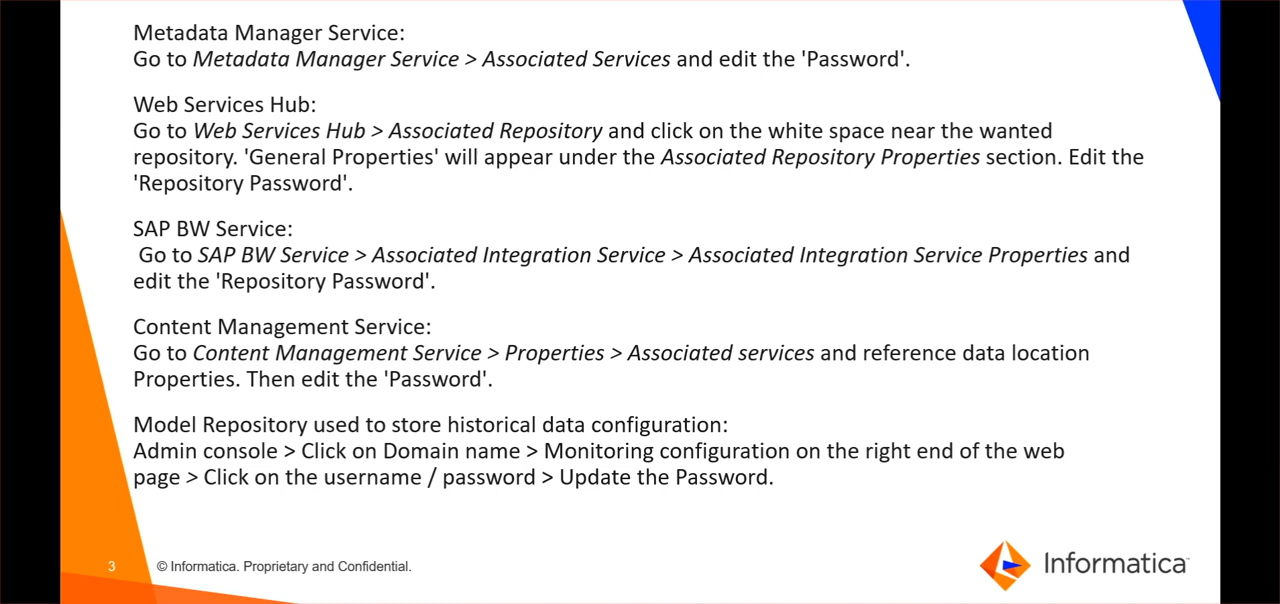 Metadata Manager Service:
Go to Metadata Manager Service > Associated Services and edit the 'Password'.
Web Services Hub:
Go to Web Services Hub > Associated Repository and click on the white space near the wanted
repository. 'General Properties' will appear under the Associated Repository Properties section. Edit the
'Repository Password'.
SAP BW Service:
Go to SAP BW Service > Associated Integration Service > Associated Integration Service Properties and
edit the 'Repository Password'.
Content Management Service:
Go to Content Management Service > Properties > Associated services and reference data location
Properties. Then edit the 'Password'.
Model Repository used to store historical data configuration:
Admin console > Click on Domain name > Monitoring configuration on the right end of the web
page > Click on the username / password > Update the Password.
3
© Informatica. Proprietary and Confidential.
Informatica